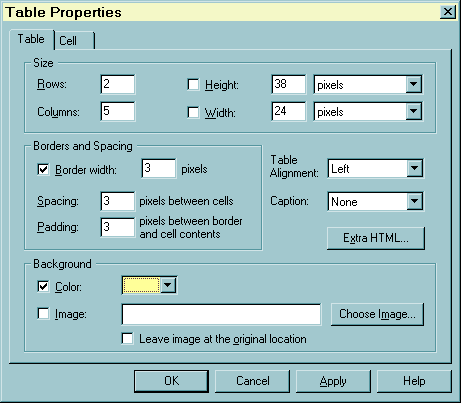 Table Properties
Table Cell
Size
Rows: 2 Height: 38 pixels
Columns: 5 Width: 24 pixels
Borders and Spacing
Border width: 3 pixels
Spacing: 3 pixels between cells
Padding: 3 pixels between border
and cell contents
Table
Alignment: Left
Caption: None
Extra HTML...
Background
Color:
Image: Choose Image...
Leave image at the original location
OK Cancel Apply Help